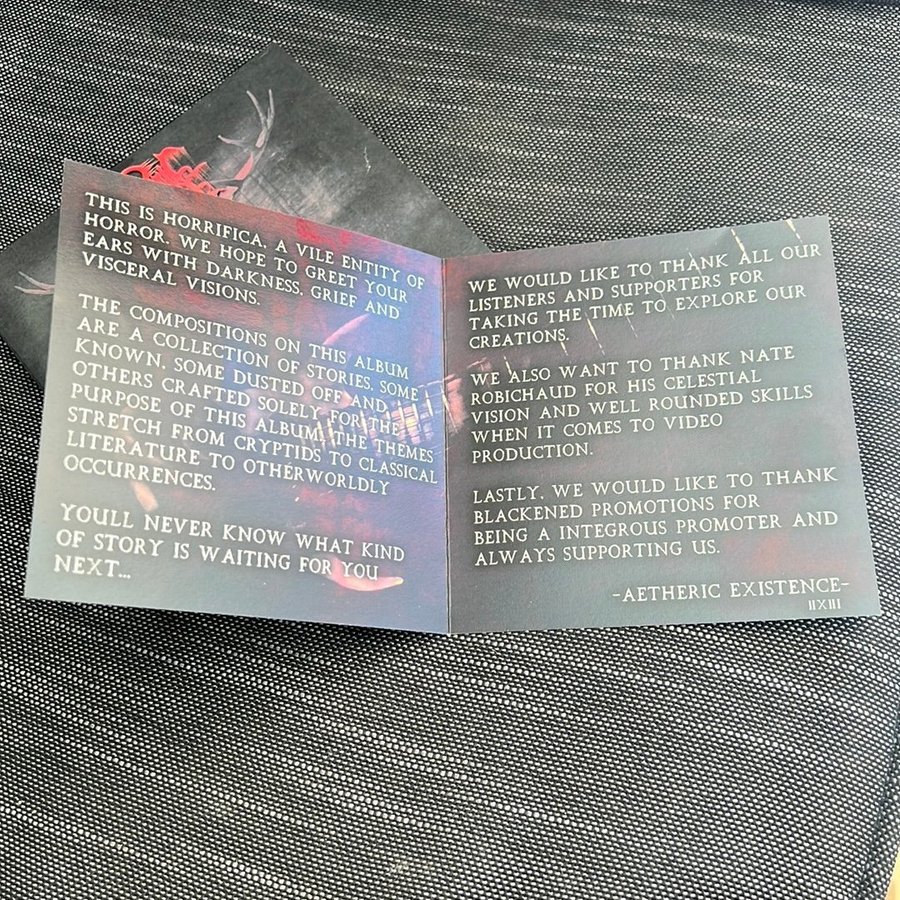 THIS IS HORRIFICA, A VILE ENTITY OF
HORROR. WE HOPE TO GREET YOUR
EARS WITH DARKNESS, GRIEF AND
VISCERAL VISIONS.
THE COMPOSITIONS ON THIS ALBUM
ARE A COLLECTION OF STORIES, SOME
KNOWN, SOME DUSTED OFF AND
OTHERS CRAFTED SOLELY FOR THE
PURPOSE OF THIS ALBUM, THE THEMES
STRETCH FROM CRYPTIDS TO CLASSICAL
LITERATURE TO OTHERWORLDLY
OCCURRENCES.
YOULL NEVER KNOW WHAT KIND
OF STORY IS WAITING FOR YOU
NEXT...
WE WOULD LIKE TO THANK ALL OUR
LISTENERS AND SUPPORTERS FOR
TAKING THE TIME TO EXPLORE OUR
CREATIONS.
WE ALSO WANT TO THANK NATE
ROBICHAUD FOR HIS CELESTIAL
VISION AND WELL ROUNDED SKILLS
WHEN IT COMES TO VIDEO
PRODUCTION.
LASTLY, WE WOULD LIKE TO THANK
BLACKENED PROMOTIONS FOR
BEING A INTEGROUS PROMOTER AND
ALWAYS SUPPORTING US.
-AETHERIC EXISTENCE-
IIXIII